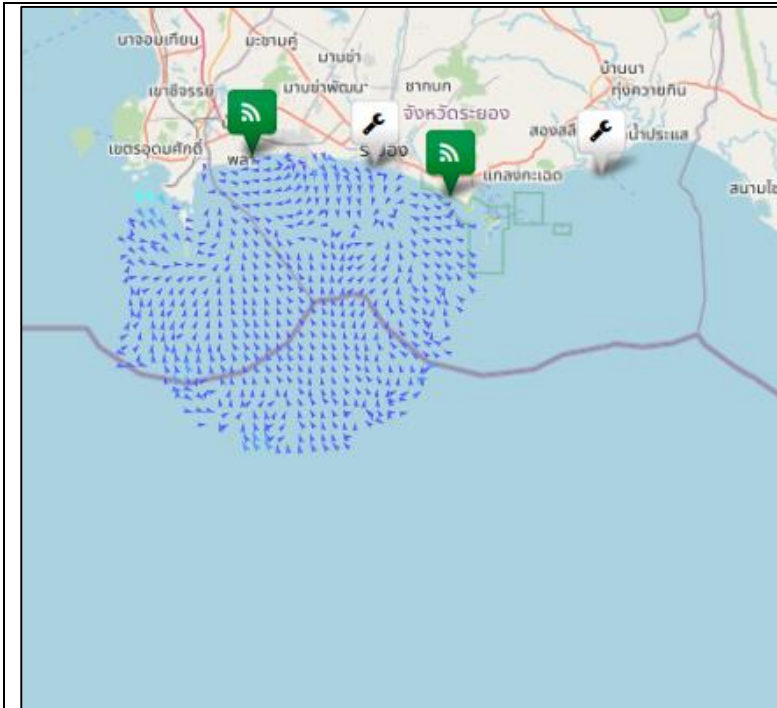 นาจอมเทียน
มะขามคู่
มาบข่า
บ้านนา
เขาชีจรรย์
มาบข่าพัฒนา
ชากบก
ทุ่งควายกิน
จังหวัดระยอง
เขตรอุดมศักดิ์
แกลงกะเฉด